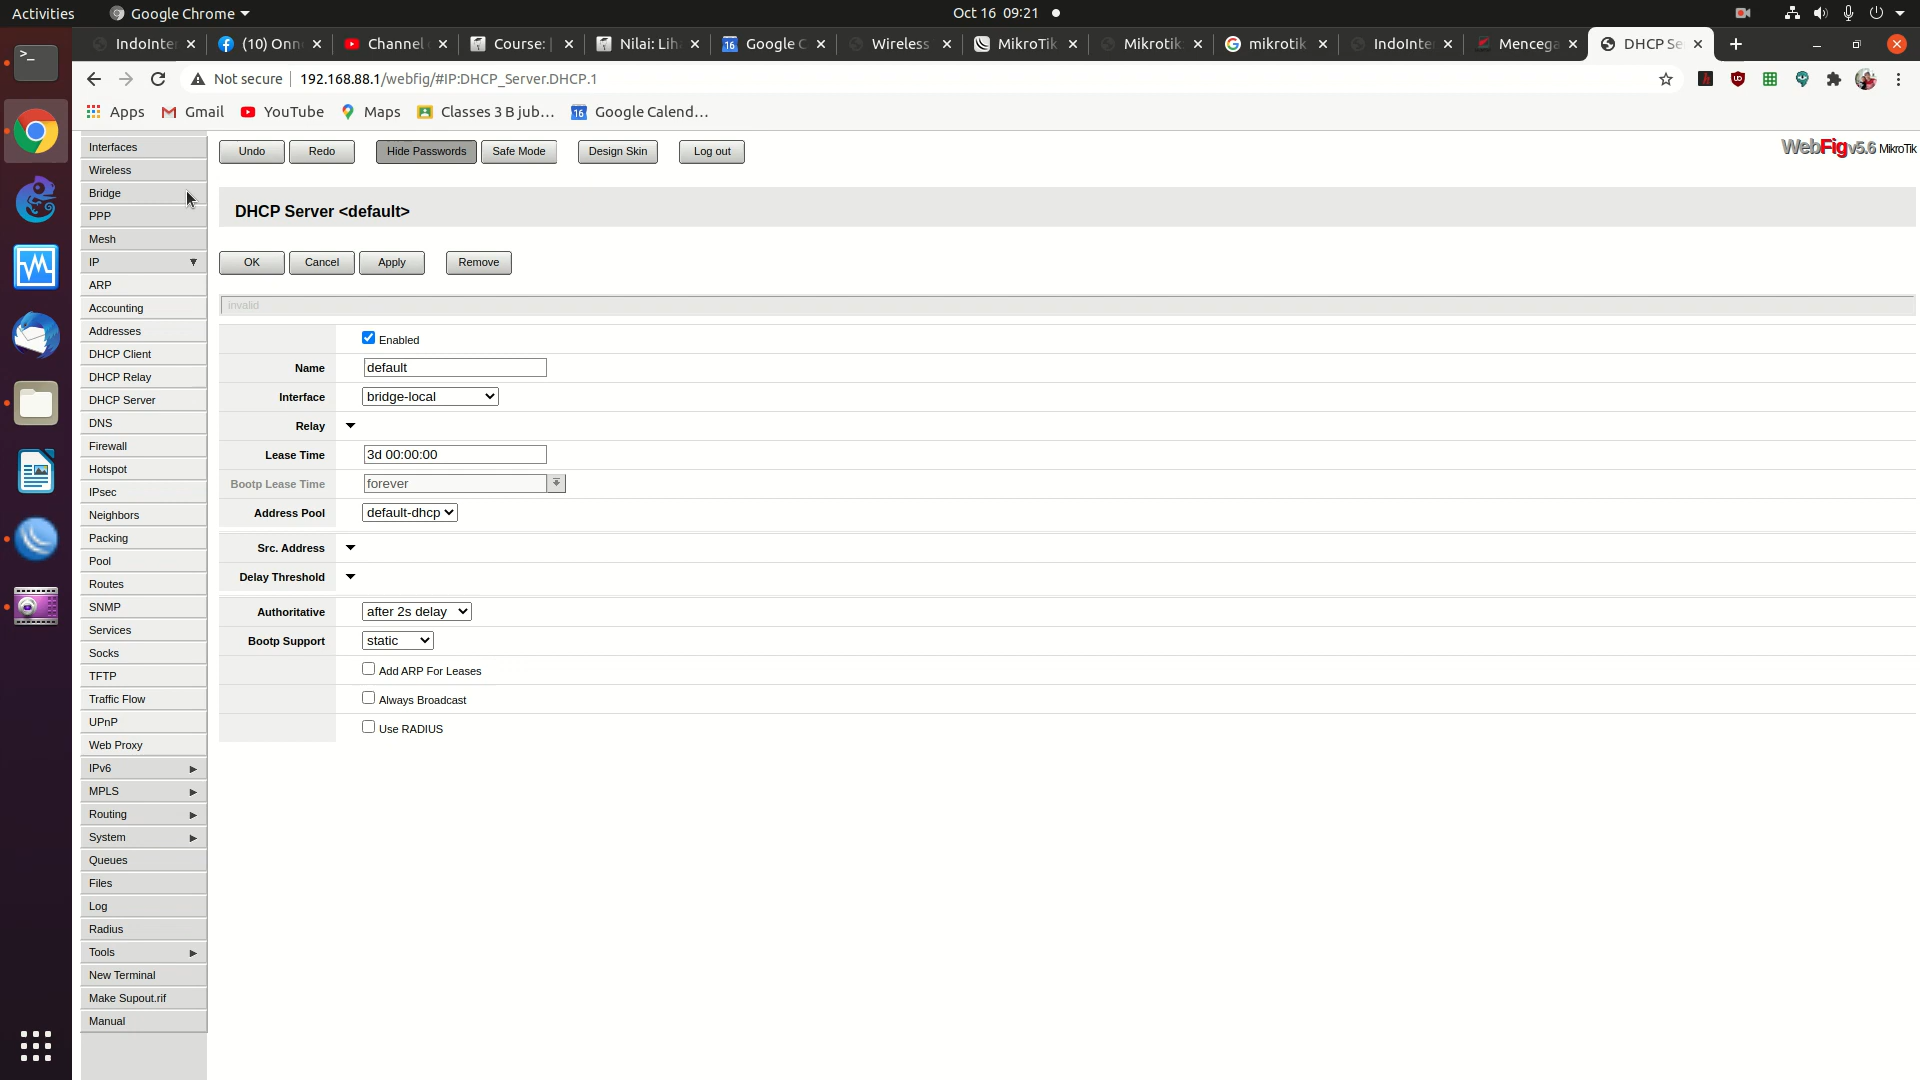 Activities
Google Chrome
Oct 16 09:21
IndoInte
(10) Onn
Channel
Course: |
Nilai: Lih
Google C
Wireless
MikroTik
Mikrotik
mikrotik
IndoInte
Mencega
DHCP Se
Not secure
192.168.88.1/webfig/#IP:DHCP_Server.DHCP.1
Apps
Gmail
YouTube
Maps
Classes 3 B jub...
16 Google Calend...
Interfaces
Wireless
Bridge
PPP
Mesh
IP
ARP
Accounting
Addresses
DHCP Client
DHCP Relay
DHCP Server
DNS
Firewall
Hotspot
IPsec
Neighbors
Packing
Pool
Routes
SNMP
Services
Socks
TFTP
Traffic Flow
UPnP
Web Proxy
IPv6
MPLS
Routing
System
Queues
Files
Log
Radius
Tools
New Terminal
Make Supout.rif
Manual
Undo Redo Hide Passwords Safe Mode Design Skin Log out
WebFig v5.6 MikroTik
DHCP Server <default>
OK Cancel Apply Remove
invalid
Enabled
Name default
Interface bridge-local
Relay
Lease Time 3d 00:00:00
Bootp Lease Time forever
Address Pool default-dhcp
Src. Address
Delay Threshold
Authoritative after 2s delay
Bootp Support static
Add ARP For Leases
Always Broadcast
Use RADIUS